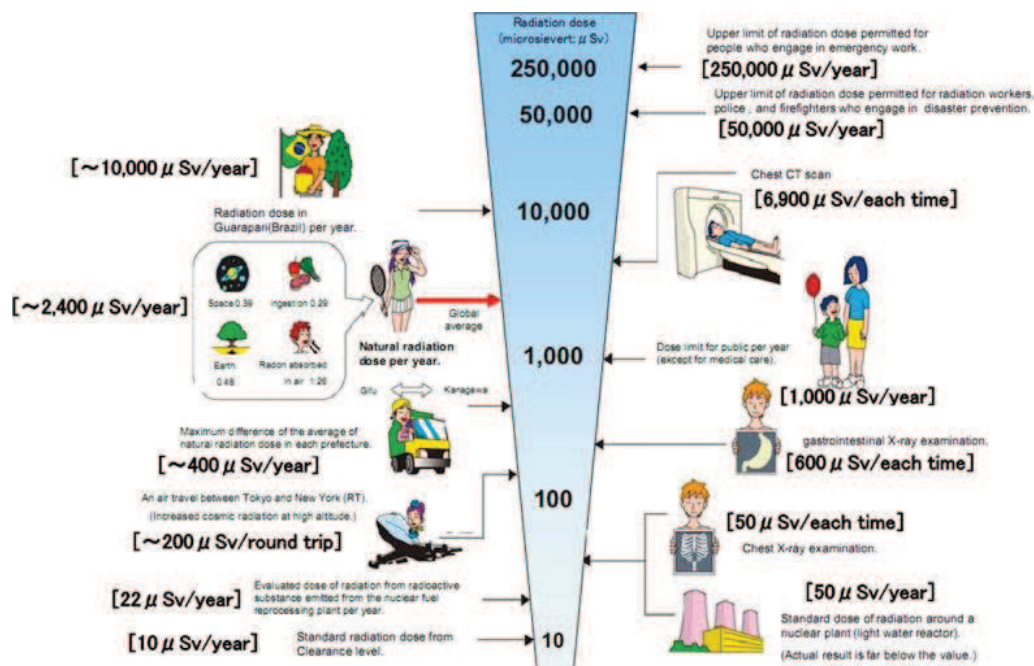 Radiation dose
(microsievert: μ Sv)
250,000
50,000
10,000
1,000
100
10
Upper limit of radiation dose permitted for
people who engage in emergency work.
[250,000 μ Sv/year]
Upper limit of radiation dose permitted for radiation workers,
police , and firefighters who engage in disaster prevention.
[50,000 μ Sv/year]
[~10,000 μ Sv/year]
Radiation dose in
Guarapari(Brazil) per year.
Chest CT scan
[6,900 μ Sv/each time]
[~2,400 μ Sv/year]
Space 0.39
Ingestion 0.29
Earth
0.48
Radon absorbed
in air 1.26
Global
average
Natural radiation
dose per year.
Dose limit for public per year
(except for medical care).
[1,000 μ Sv/year]
Gifu
Kanagawa
Maximum difference of the average of
natural radiation dose in each prefecture.
[~400 μ Sv/year]
gastrointestinal X-ray examination.
[600 μ Sv/each time]
An air travel between Tokyo and New York (RT).
(Increased cosmic radiation at high altitude.)
[~200 μ Sv/round trip]
[50 μ Sv/each time]
Chest X-ray examination.
[22 μ Sv/year]
Evaluated dose of radiation from radioactive
substance emitted from the nuclear fuel
reprocessing plant per year.
[50 μ Sv/year]
Standard dose of radiation around a
nuclear plant (light water reactor).
(Actual result is far below the value.)
[10 μ Sv/year]
Standard radiation dose from
Clearance level.